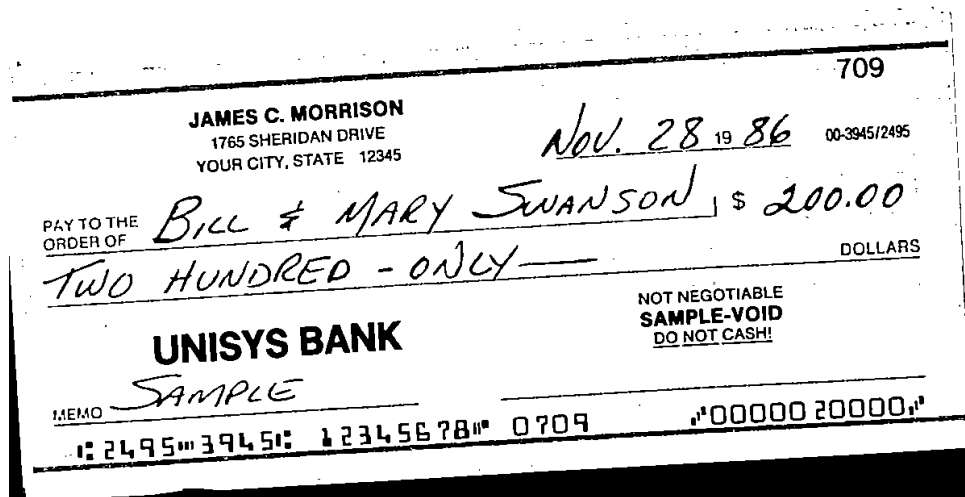 709
JAMES C. MORRISON
1765 SHERIDAN DRIVE
YOUR CITY, STATE 12345
Nov. 28 19 86 00-3945/2495
PAY TO THE
ORDER OF BILL & MARY SWANSON $ 200.00
TWO HUNDRED - ONLY — DOLLARS
UNISYS BANK
NOT NEGOTIABLE
SAMPLE-VOID
DO NOT CASH!
MEMO SAMPLE
⑆2495⑉3945⑆ 12345678⑈ 0709 ⑇0000020000⑇